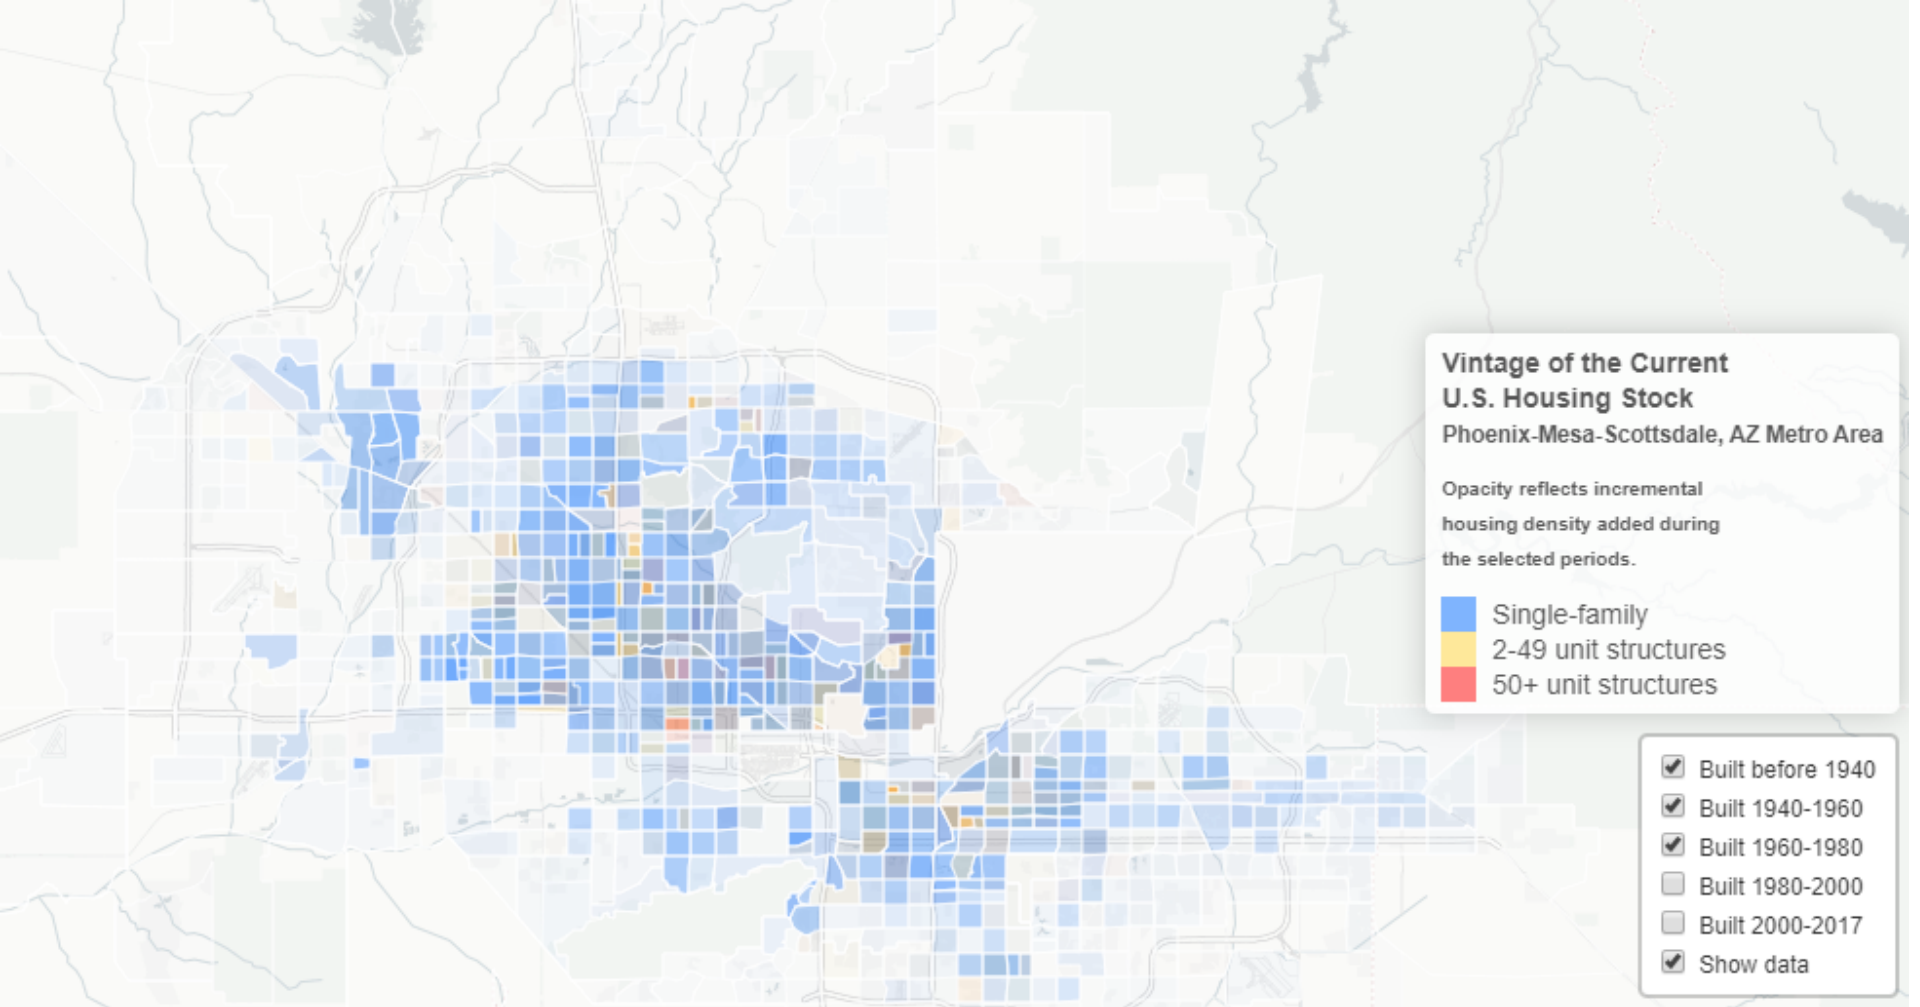 Vintage of the Current
U.S. Housing Stock
Phoenix-Mesa-Scottsdale, AZ Metro Area
Opacity reflects incremental
housing density added during
the selected periods.
Single-family
2-49 unit structures
50+ unit structures
Built before 1940
Built 1940-1960
Built 1960-1980
Built 1980-2000
Built 2000-2017
Show data